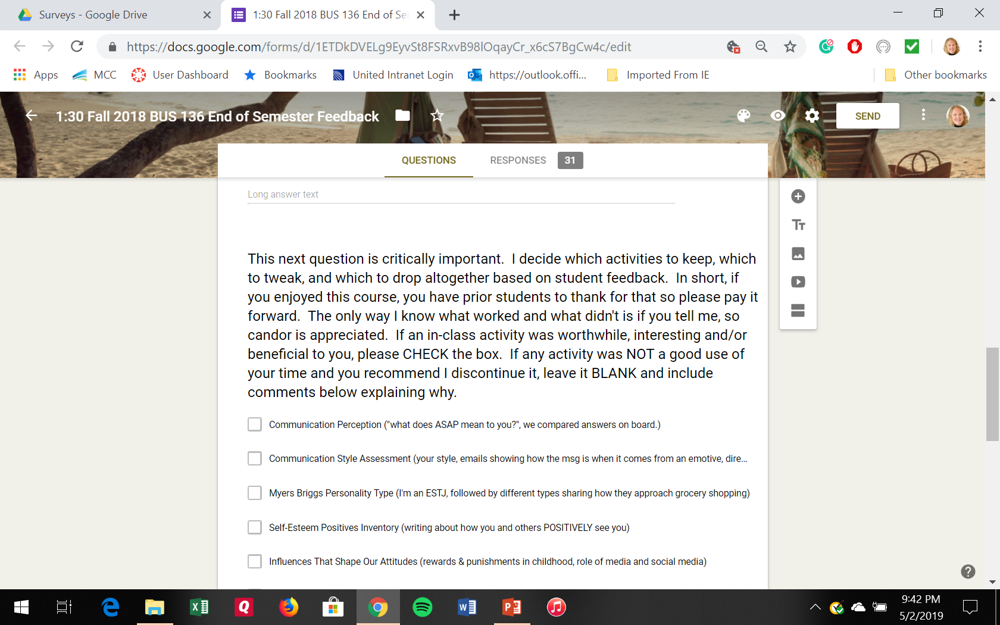 Surveys - Google Drive
1:30 Fall 2018 BUS 136 End of Se
https://docs.google.com/forms/d/1ETDkDVELg9EyvSt8FSRxvB98lOqayCr_x6cS7BgCw4c/edit
Apps MCC User Dashboard Bookmarks United Intranet Login https://outlook.offi... Imported From IE Other bookmarks
1:30 Fall 2018 BUS 136 End of Semester Feedback
SEND
QUESTIONS RESPONSES 31
Long answer text
This next question is critically important.  I decide which activities to keep, which
to tweak, and which to drop altogether based on student feedback.  In short, if
you enjoyed this course, you have prior students to thank for that so please pay it
forward.  The only way I know what worked and what didn't is if you tell me, so
candor is appreciated.  If an in-class activity was worthwhile, interesting and/or
beneficial to you, please CHECK the box.  If any activity was NOT a good use of
your time and you recommend I discontinue it, leave it BLANK and include
comments below explaining why.
Communication Perception ("what does ASAP mean to you?", we compared answers on board.)
Communication Style Assessment (your style, emails showing how the msg is when it comes from an emotive, dire...
Myers Briggs Personality Type (I'm an ESTJ, followed by different types sharing how they approach grocery shopping)
Self-Esteem Positives Inventory (writing about how you and others POSITIVELY see you)
Influences That Shape Our Attitudes (rewards & punishments in childhood, role of media and social media)
9:42 PM
5/2/2019